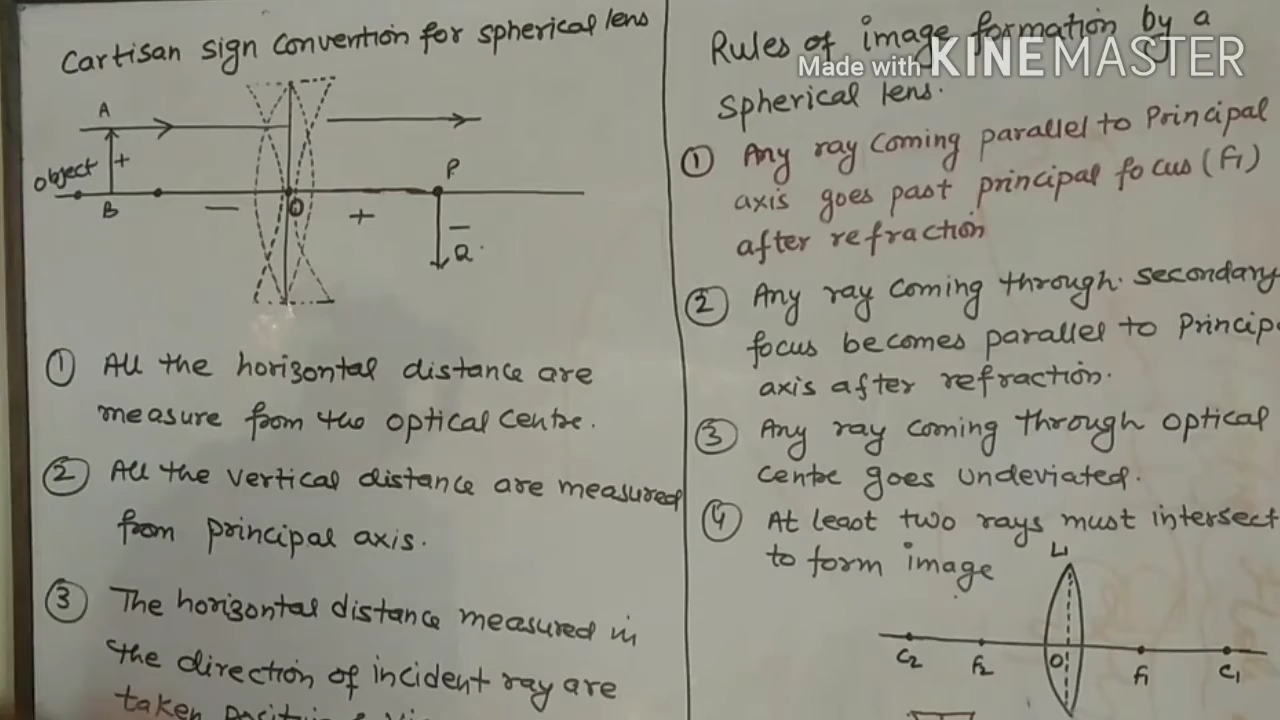 Cartisan sign convention for spherical lens
A
object
+
B
−
O
+
P
−
Q
① All the horizontal distance are
measure from the optical centre.
② All the vertical distance are measured
from principal axis.
③ The horizontal distance measured in
the direction of incident ray are
taken
Rules of image formation by a
Made with KINEMASTER
spherical lens.
① Any ray coming parallel to Principal
axis goes past principal focus (F1)
after refraction
② Any ray coming through secondary
focus becomes parallel to Princip
axis after refraction.
③ Any ray coming through optical
centre goes undeviated.
④ At least two rays must intersect
to form image
L1
C2 F2 O F1 C1